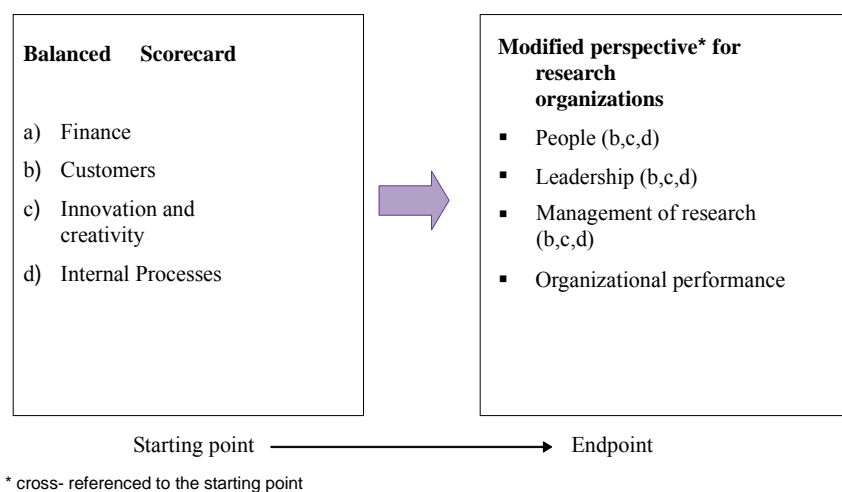 Balanced Scorecard
a) Finance
b) Customers
c) Innovation and
creativity
d) Internal Processes
Modified perspective* for
research
organizations
▪ People (b,c,d)
▪ Leadership (b,c,d)
▪ Management of research
(b,c,d)
▪ Organizational performance
Starting point
Endpoint
* cross- referenced to the starting point